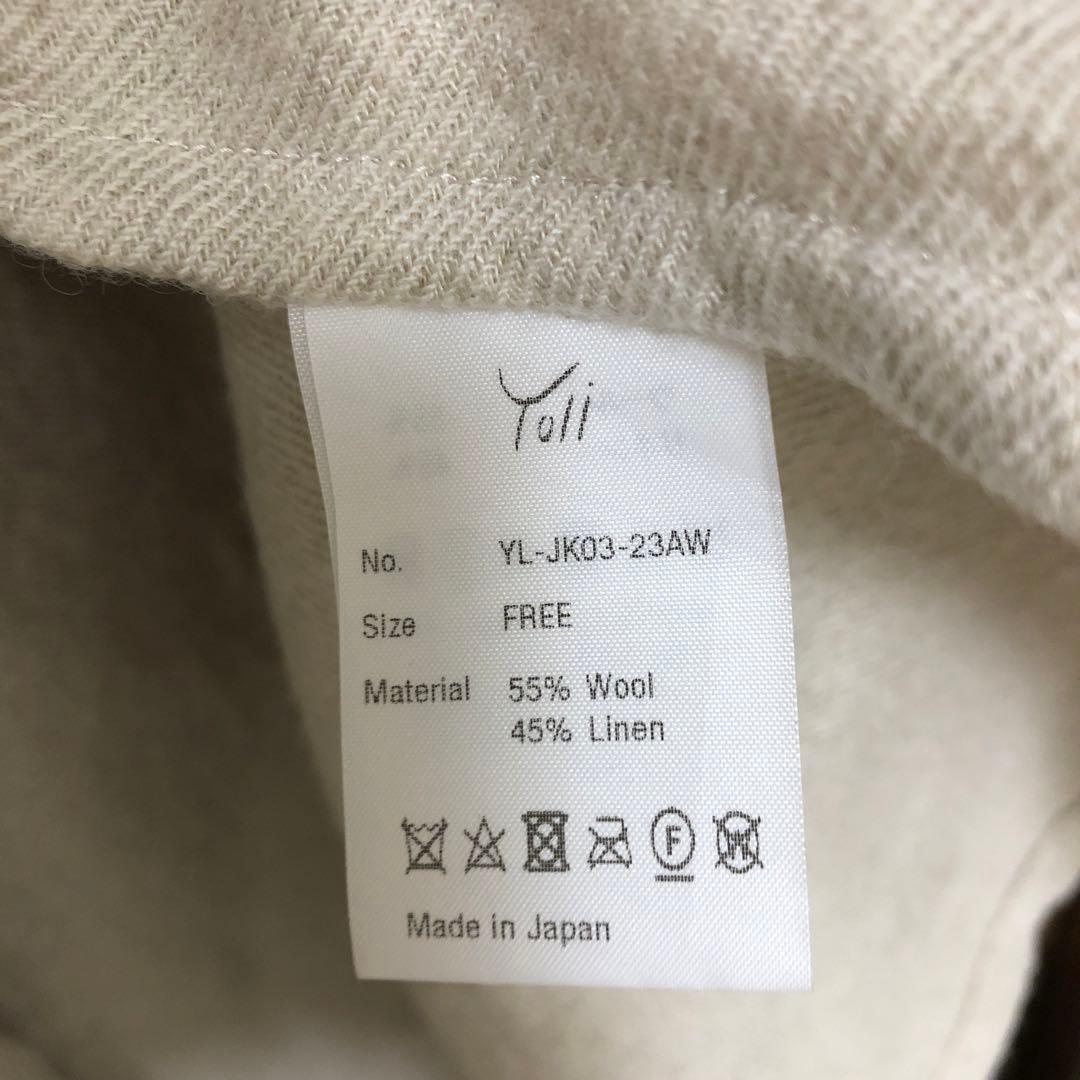 Yoli
No. YL-JK03-23AW
Size FREE
Material 55% Wool
45% Linen
F W
Made in Japan